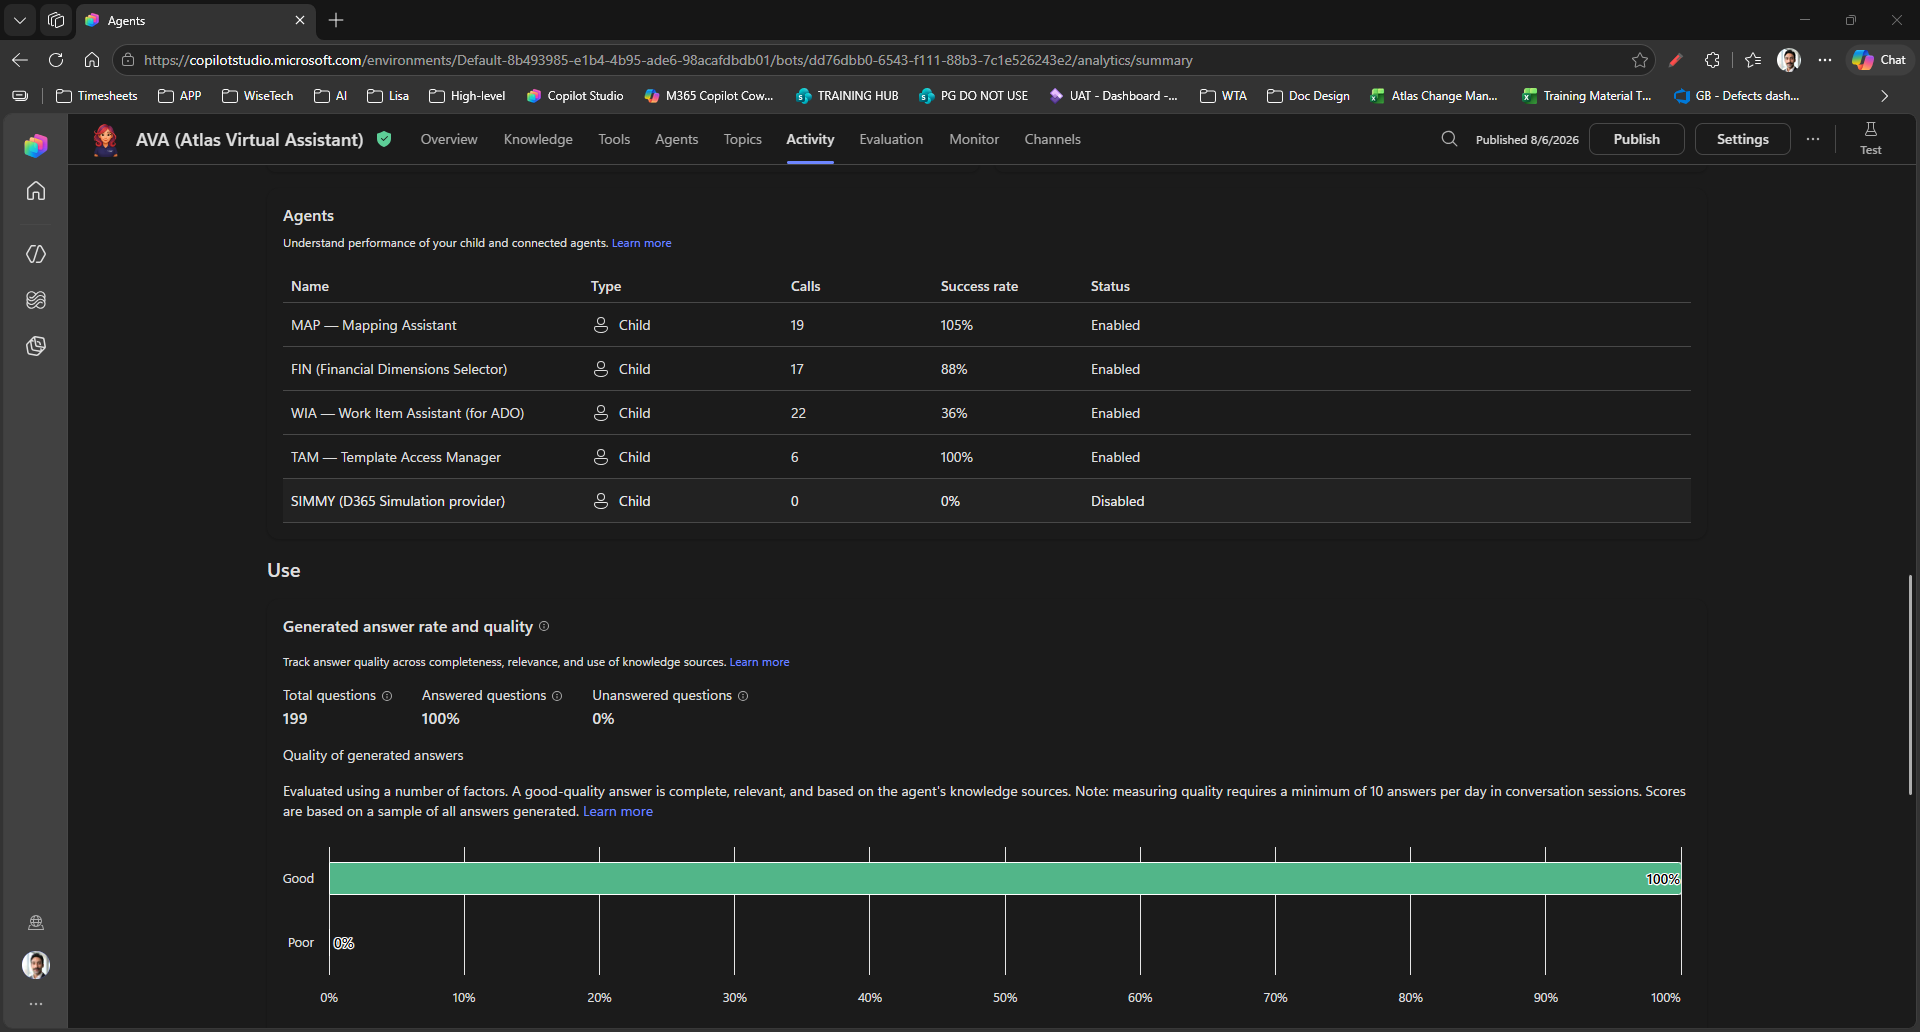 Agents
https://copilotstudio.microsoft.com/environments/Default-8b493985-e1b4-4b95-ade6-98acafdbdb01/bots/dd76dbb0-6543-f111-88b3-7c1e526243e2/analytics/summary
Chat
Timesheets APP WiseTech AI Lisa High-level Copilot Studio M365 Copilot Cow... TRAINING HUB PG DO NOT USE UAT - Dashboard -... WTA Doc Design Atlas Change Man... Training Material T... GB - Defects dash...
AVA (Atlas Virtual Assistant) Overview Knowledge Tools Agents Topics Activity Evaluation Monitor Channels Published 8/6/2026 Publish Settings ... Test
Agents
Understand performance of your child and connected agents. Learn more
Name Type Calls Success rate Status
MAP — Mapping Assistant Child 19 105% Enabled
FIN (Financial Dimensions Selector) Child 17 88% Enabled
WIA — Work Item Assistant (for ADO) Child 22 36% Enabled
TAM — Template Access Manager Child 6 100% Enabled
SIMMY (D365 Simulation provider) Child 0 0% Disabled
Use
Generated answer rate and quality
Track answer quality across completeness, relevance, and use of knowledge sources. Learn more
Total questions Answered questions Unanswered questions
199 100% 0%
Quality of generated answers
Evaluated using a number of factors. A good-quality answer is complete, relevant, and based on the agent's knowledge sources. Note: measuring quality requires a minimum of 10 answers per day in conversation sessions. Scores
are based on a sample of all answers generated. Learn more
Good 100%
Poor 0%
0% 10% 20% 30% 40% 50% 60% 70% 80% 90% 100%